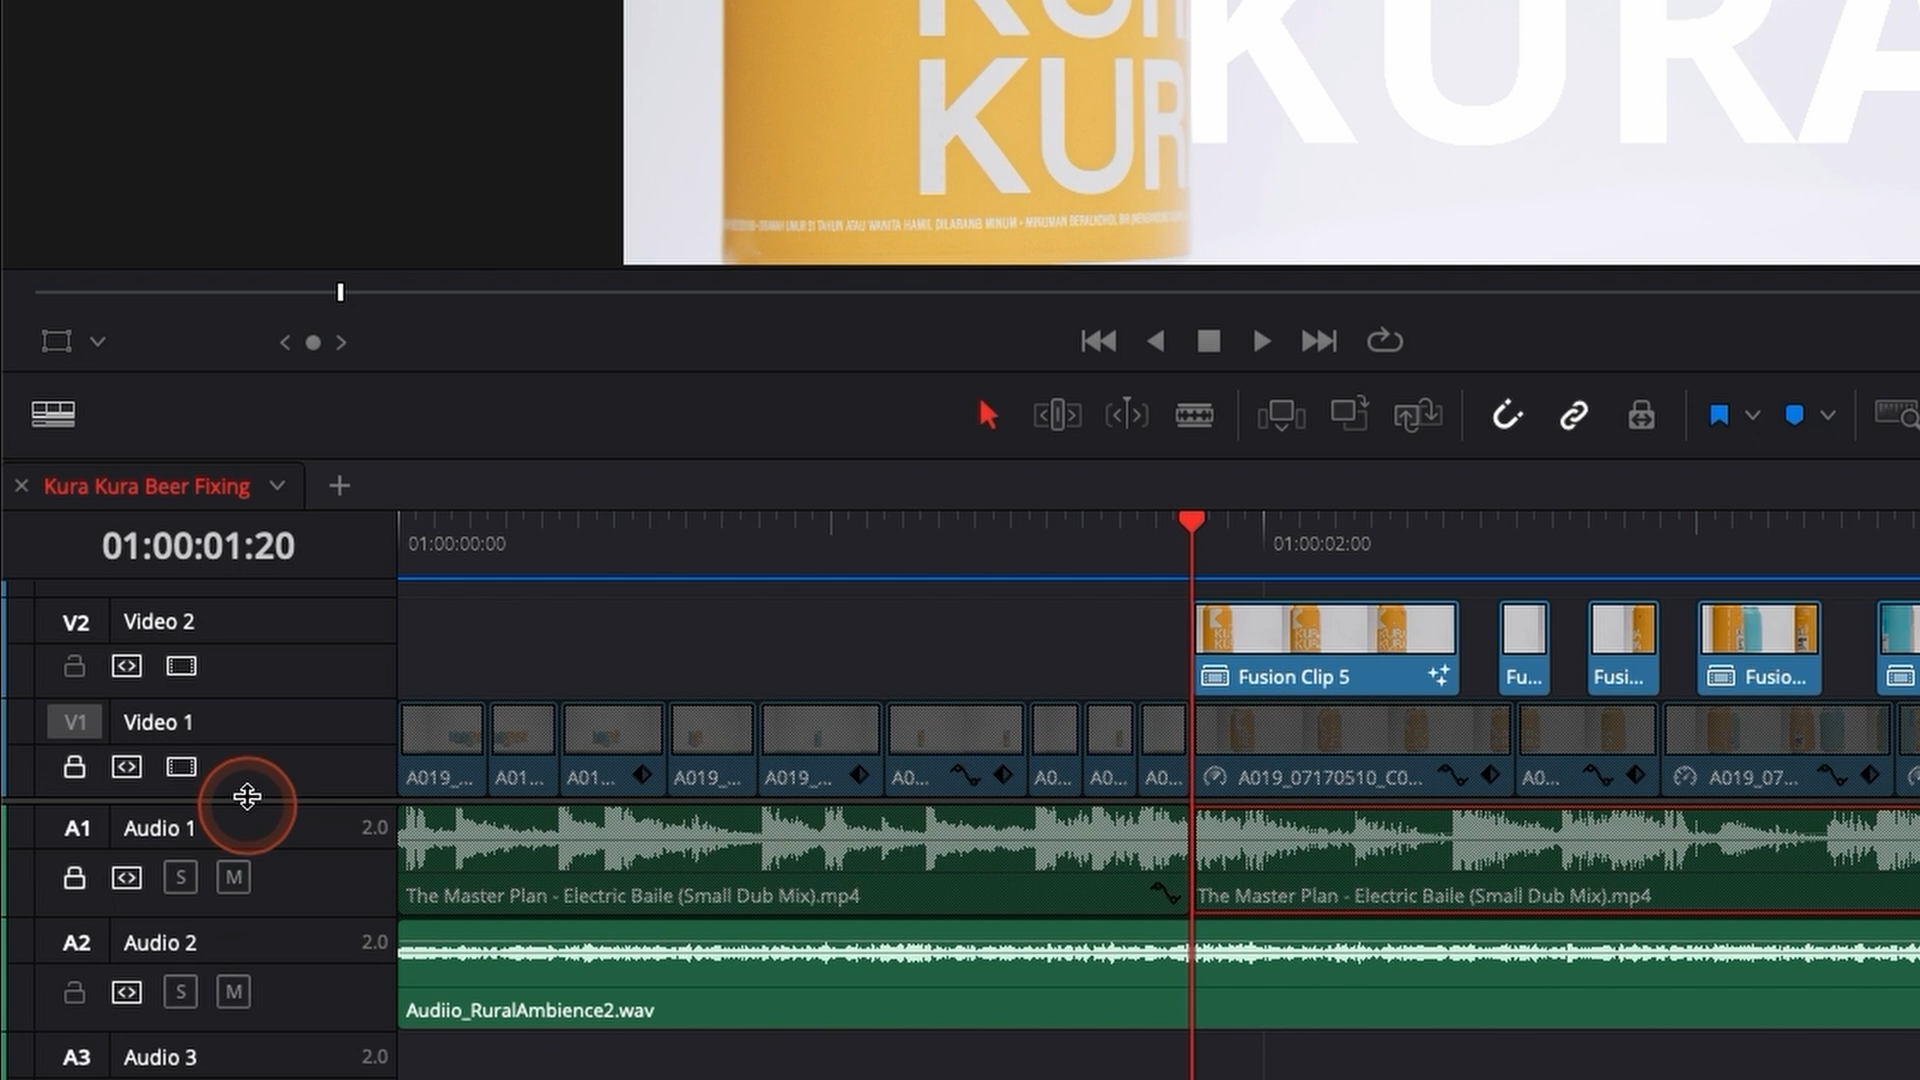 KUR
KUR
KURA
Kura Kura Beer Fixing
01:00:01:20
01:00:00:00
01:00:02:00
V2 Video 2
Fusion Clip 5
Fu...
Fusi...
Fusio...
V1 Video 1
A019_...
A01...
A01...
A019_...
A019_...
A0...
A0...
A0...
A0...
A019_07170510_C0...
A0...
A019_07...
A1 Audio 1 2.0
S M
The Master Plan - Electric Baile (Small Dub Mix).mp4
The Master Plan - Electric Baile (Small Dub Mix).mp4
A2 Audio 2 2.0
S M
Audiio_RuralAmbience2.wav
A3 Audio 3 2.0